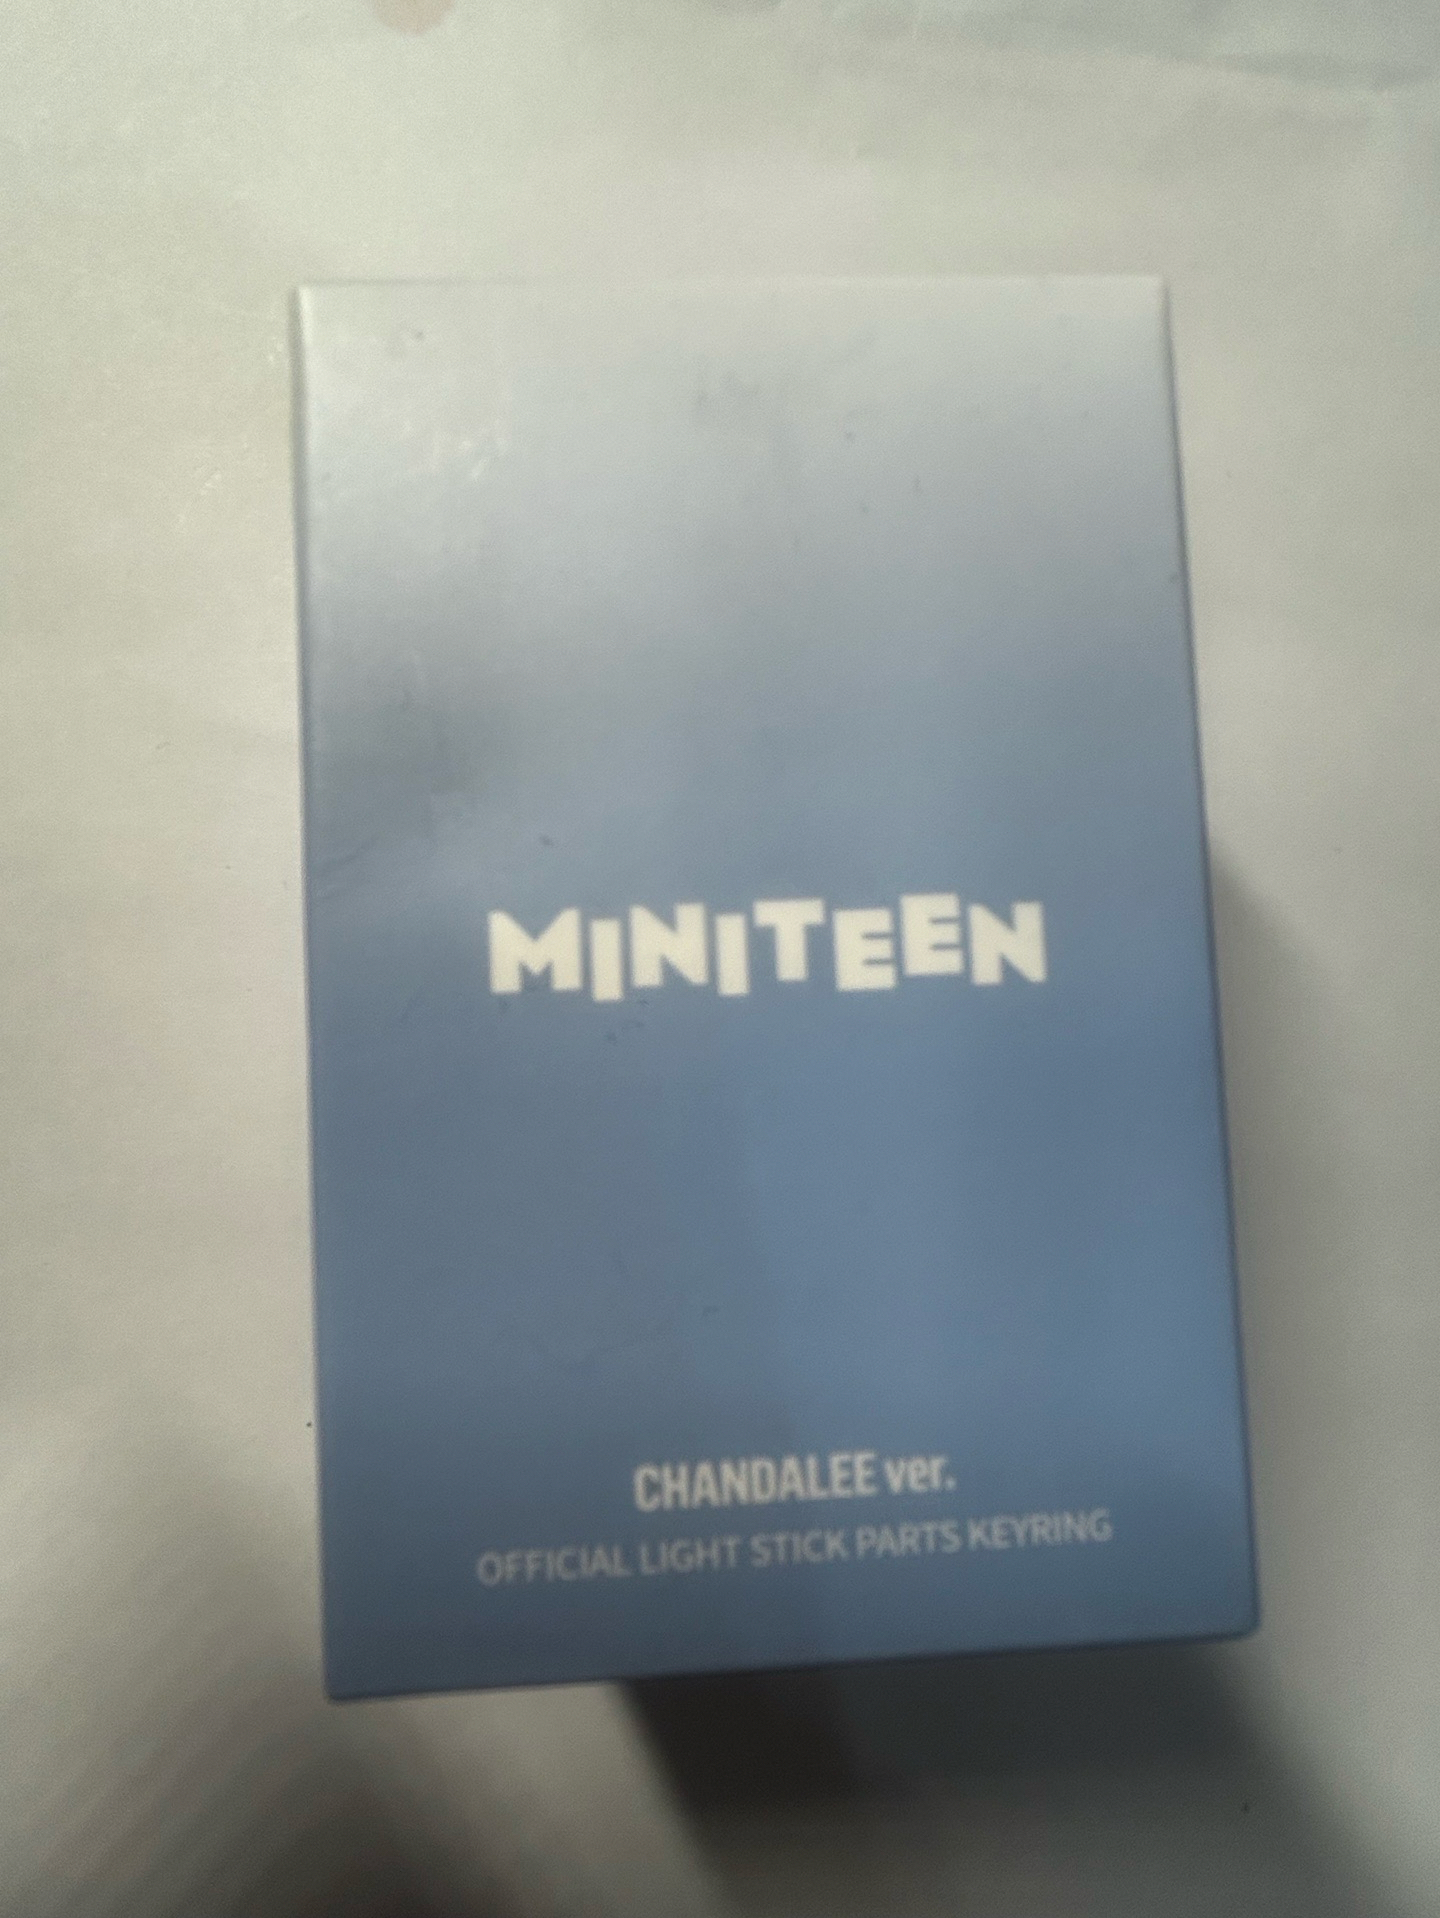 MINITEEN
CHANDALEE ver.
OFFICIAL LIGHT STICK PARTS KEYRING